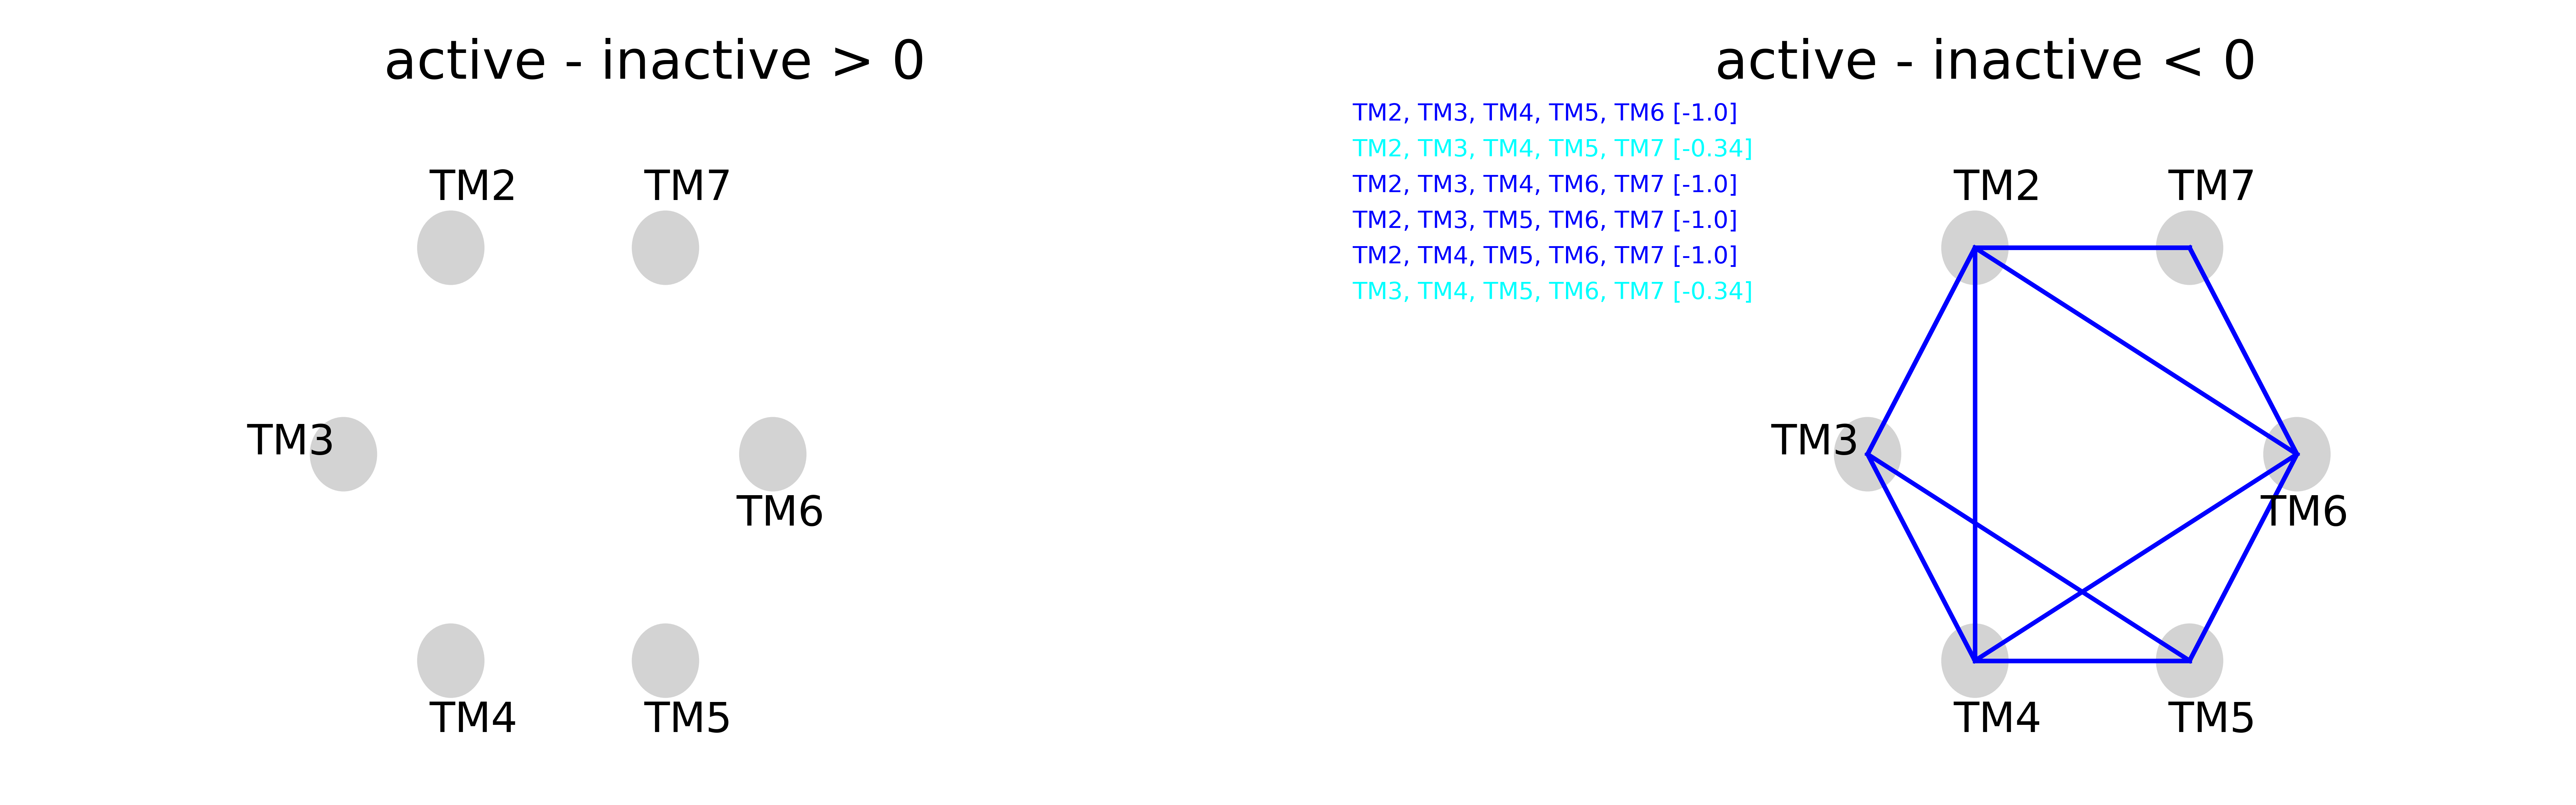 active - inactive > 0
TM2
TM7
TM3
TM6
TM4
TM5
active - inactive < 0
TM2, TM3, TM4, TM5, TM6 [-1.0]
TM2, TM3, TM4, TM5, TM7 [-0.34]
TM2, TM3, TM4, TM6, TM7 [-1.0]
TM2, TM3, TM5, TM6, TM7 [-1.0]
TM2, TM4, TM5, TM6, TM7 [-1.0]
TM3, TM4, TM5, TM6, TM7 [-0.34]
TM2
TM7
TM3
TM6
TM4
TM5